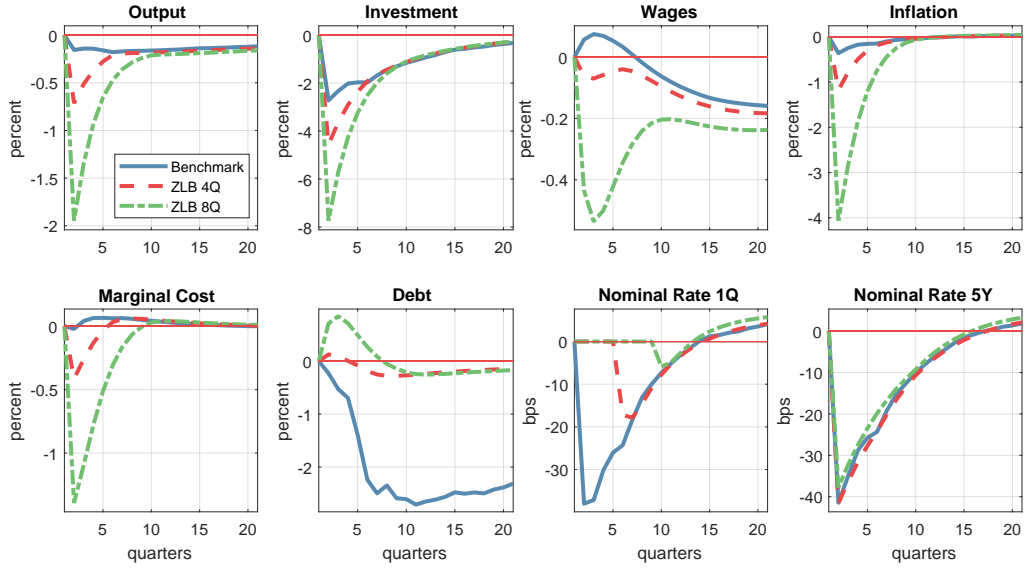 Output
Investment
Wages
Inflation
percent
0
-0.5
-1
-1.5
-2
5
10
15
20
Benchmark
ZLB 4Q
ZLB 8Q
percent
0
-2
-4
-6
-8
5
10
15
20
percent
0
-0.2
-0.4
5
10
15
20
percent
0
-1
-2
-3
-4
5
10
15
20
Marginal Cost
Debt
Nominal Rate 1Q
Nominal Rate 5Y
percent
0
-0.5
-1
5
10
15
20
quarters
percent
0
-1
-2
5
10
15
20
quarters
bps
0
-10
-20
-30
5
10
15
20
quarters
bps
0
-10
-20
-30
-40
5
10
15
20
quarters